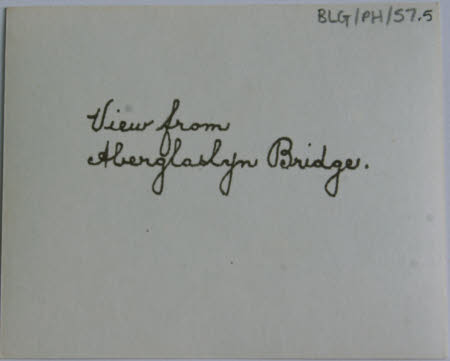 BLG/PH/57.5
View from
Aberglaslyn Bridge.